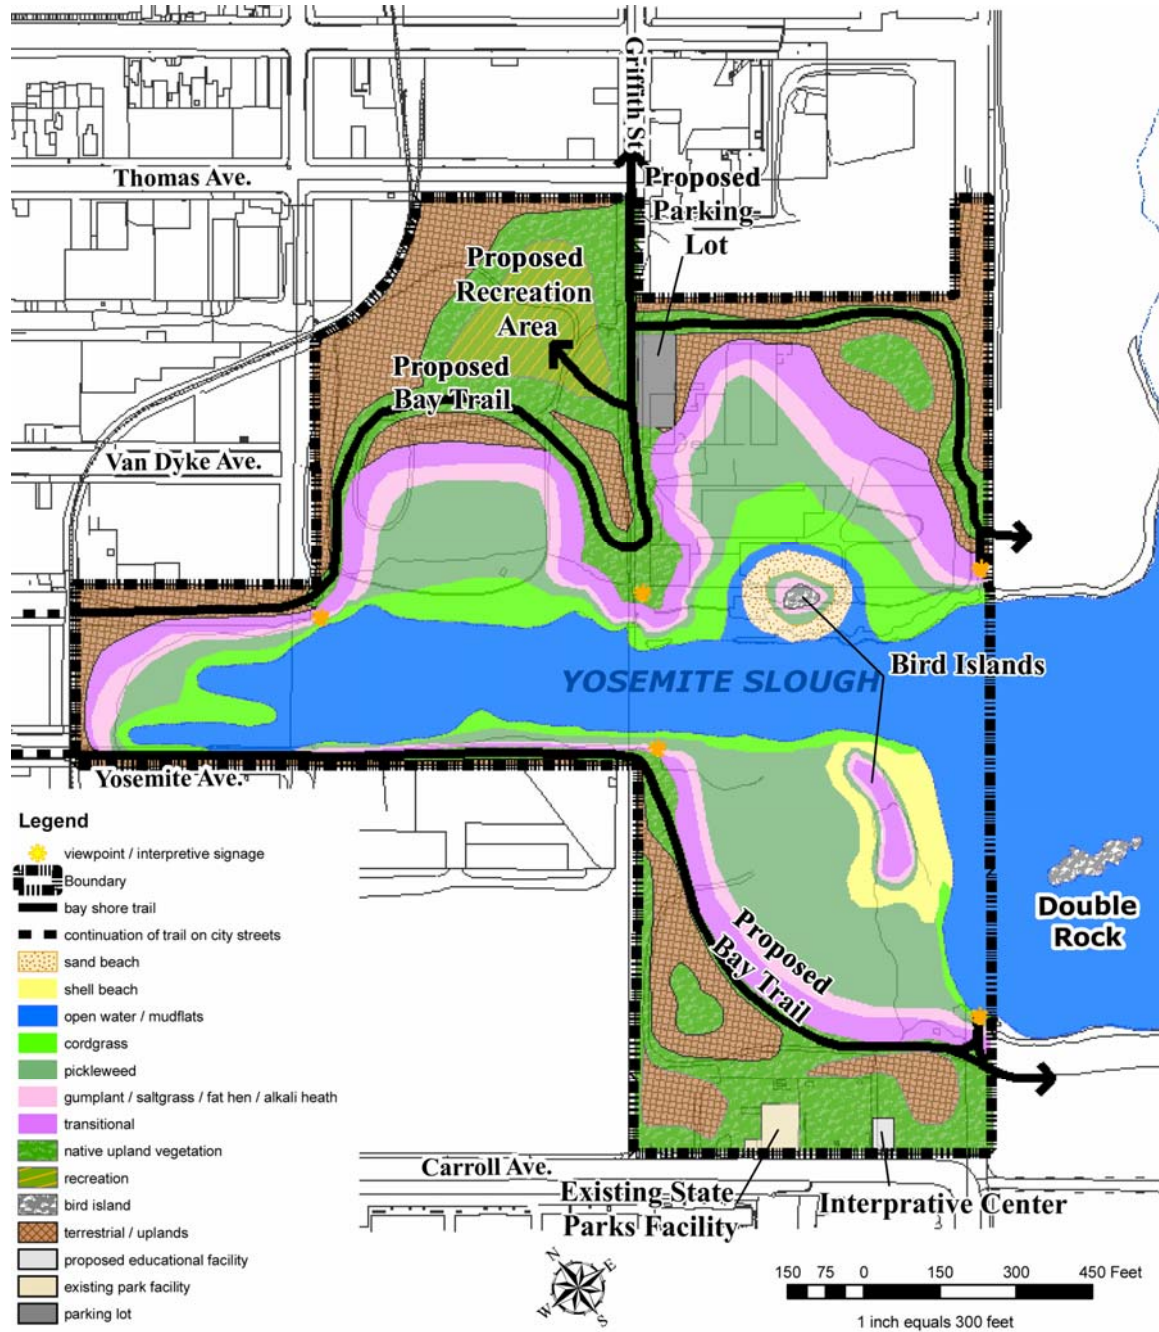 Griffith St.
Thomas Ave.
Proposed
Parking
Lot
Proposed
Recreation
Area
Proposed
Bay Trail
Van Dyke Ave.
Bird Islands
YOSEMITE SLOUGH
Yosemite Ave.
Double
Rock
Proposed
Bay Trail
Legend
viewpoint / interpretive signage
Boundary
bay shore trail
continuation of trail on city streets
sand beach
shell beach
open water / mudflats
cordgrass
pickleweed
gumplant / saltgrass / fat hen / alkali heath
transitional
native upland vegetation
recreation
bird island
terrestrial / uplands
proposed educational facility
existing park facility
parking lot
Carroll Ave.
Existing State
Parks Facility
Interprative Center
N
E
W
S
150 75 0 150 300 450 Feet
1 inch equals 300 feet